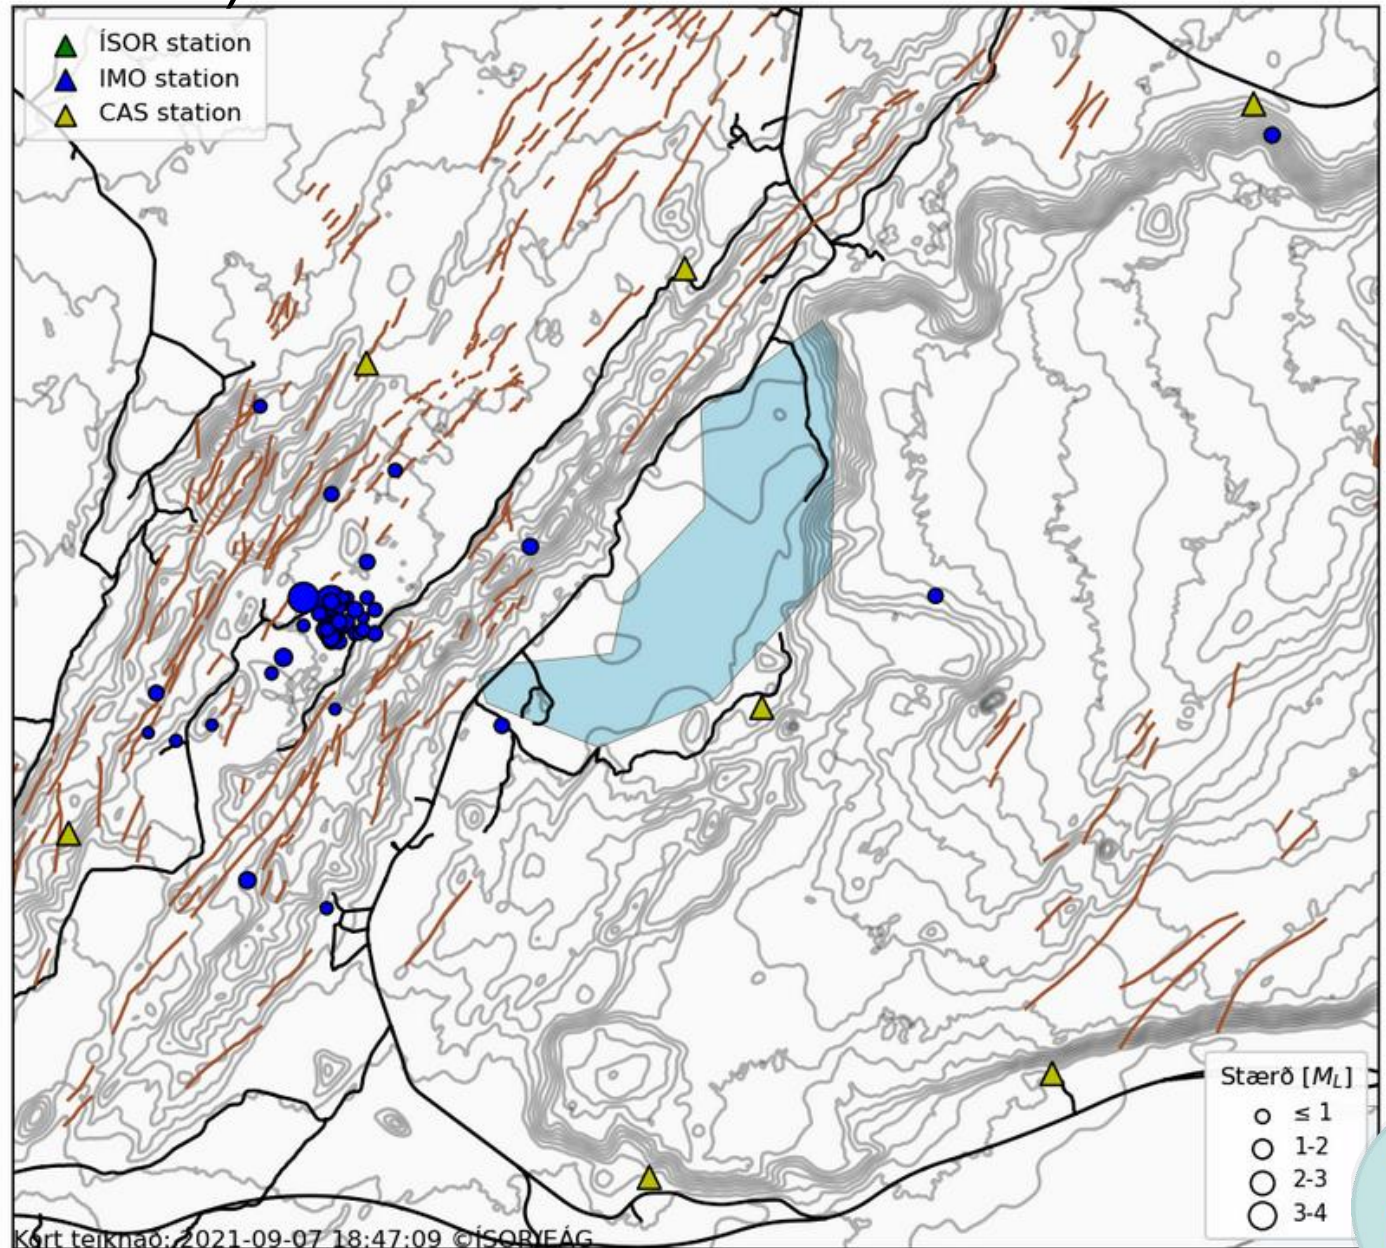 ÍSOR station
IMO station
CAS station
Stærð [M_L]
≤ 1
1-2
2-3
3-4
Kort teiknað: 2021-09-07 18:47:09 ©ÍSOR/EÁG